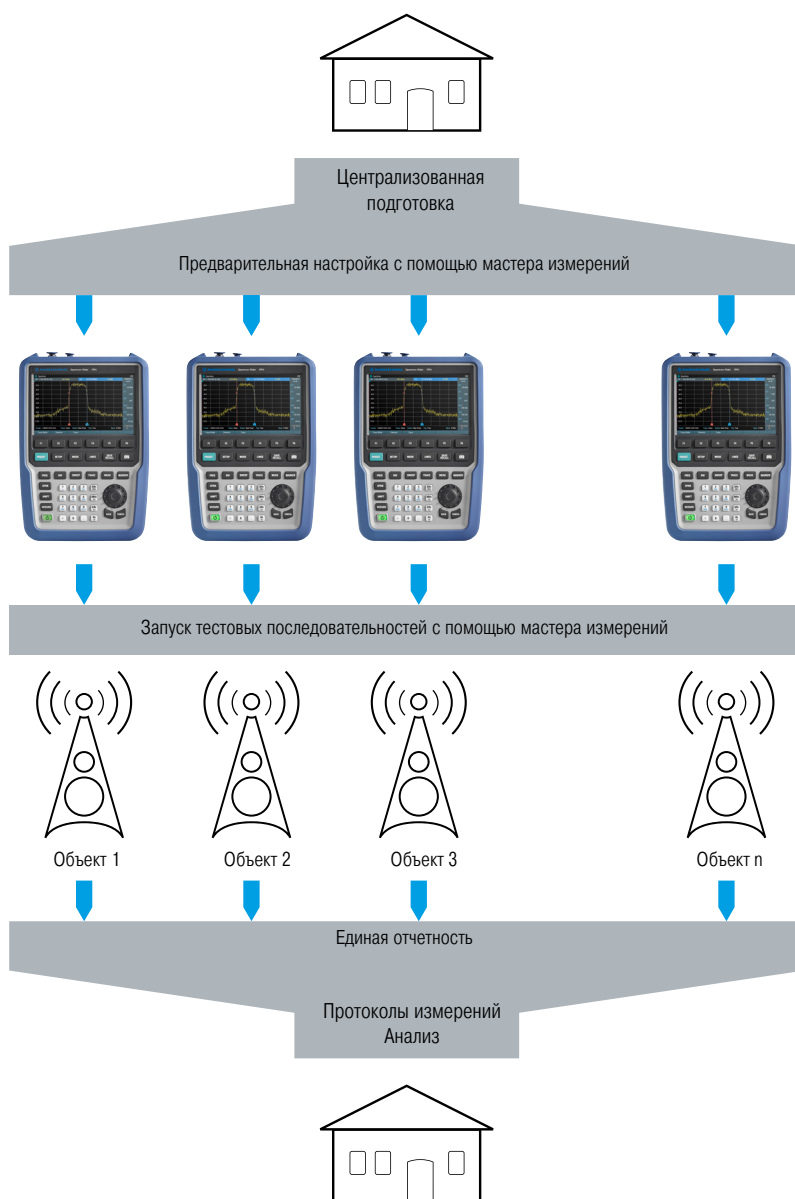 Централизованная
подготовка
Предварительная настройка с помощью мастера измерений
Запуск тестовых последовательностей с помощью мастера измерений
Объект 1
Объект 2
Объект 3
Объект n
Единая отчетность
Протоколы измерений
Анализ